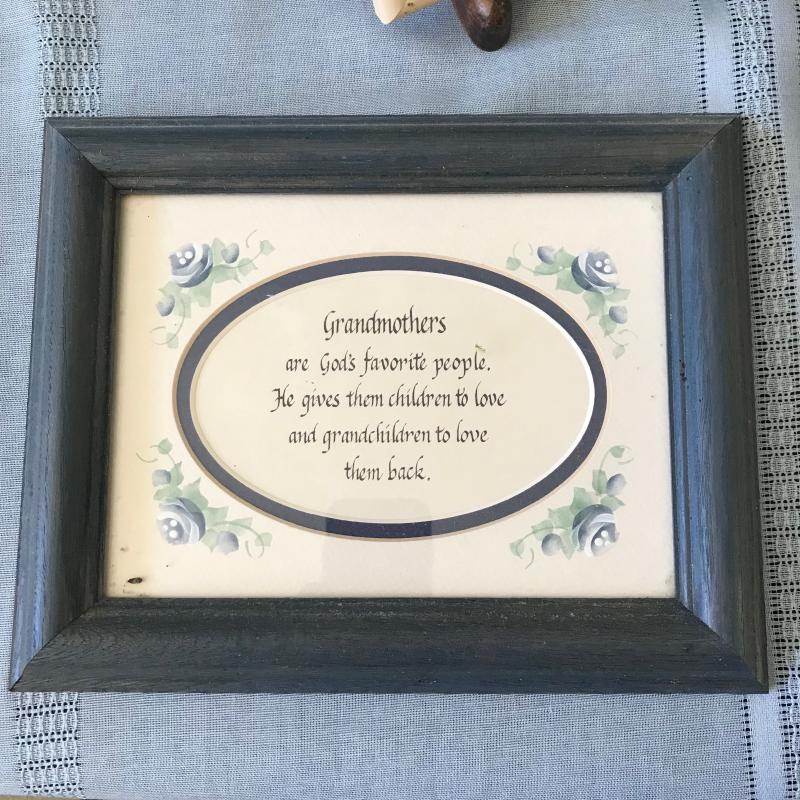 Grandmothers
are God's favorite people.
He gives them children to love
and grandchildren to love
them back.